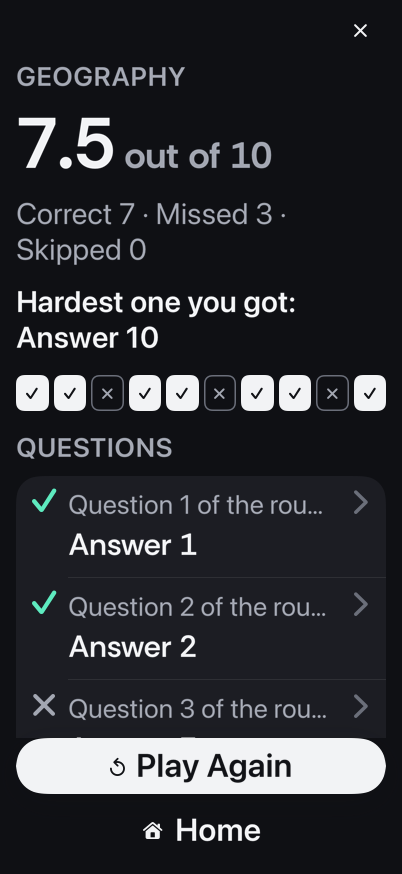 GEOGRAPHY
7.5 out of 10
Correct 7 · Missed 3 ·
Skipped 0
Hardest one you got:
Answer 10
QUESTIONS
Question 1 of the rou...
Answer 1
Question 2 of the rou...
Answer 2
Question 3 of the rou...
Play Again
Home